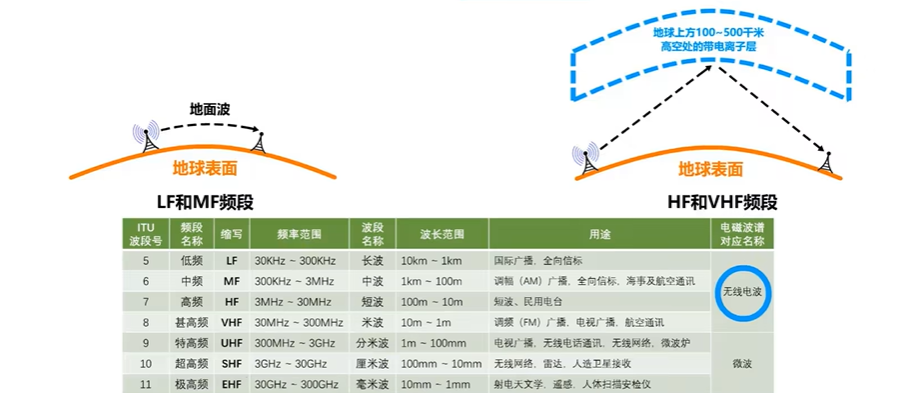 地球上方100~500千米
高空处的带电离子层
地面波
地球表面
地球表面
LF和MF频段
HF和VHF频段
ITU 波段号 频段名称 缩写 频率范围 波段名称 波长范围 用途 电磁波谱对应名称
5 低频 LF 30KHz ~ 300KHz 长波 10km ~ 1km 国际广播、全向信标
6 中频 MF 300KHz ~ 3MHz 中波 1km ~ 100m 调幅（AM）广播、全向信标、海事及航空通讯
无线电波
7 高频 HF 3MHz ~ 30MHz 短波 100m ~ 10m 短波、民用电台
8 甚高频 VHF 30MHz ~ 300MHz 米波 10m ~ 1m 调频（FM）广播、电视广播、航空通讯
9 特高频 UHF 300MHz ~ 3GHz 分米波 1m ~ 100mm 电视广播、无线电话通讯、无线网络、微波炉
10 超高频 SHF 3GHz ~ 30GHz 厘米波 100mm ~ 10mm 无线网络、雷达、人造卫星接收 微波
11 极高频 EHF 30GHz ~ 300GHz 毫米波 10mm ~ 1mm 射电天文学、遥感、人体扫描安检仪